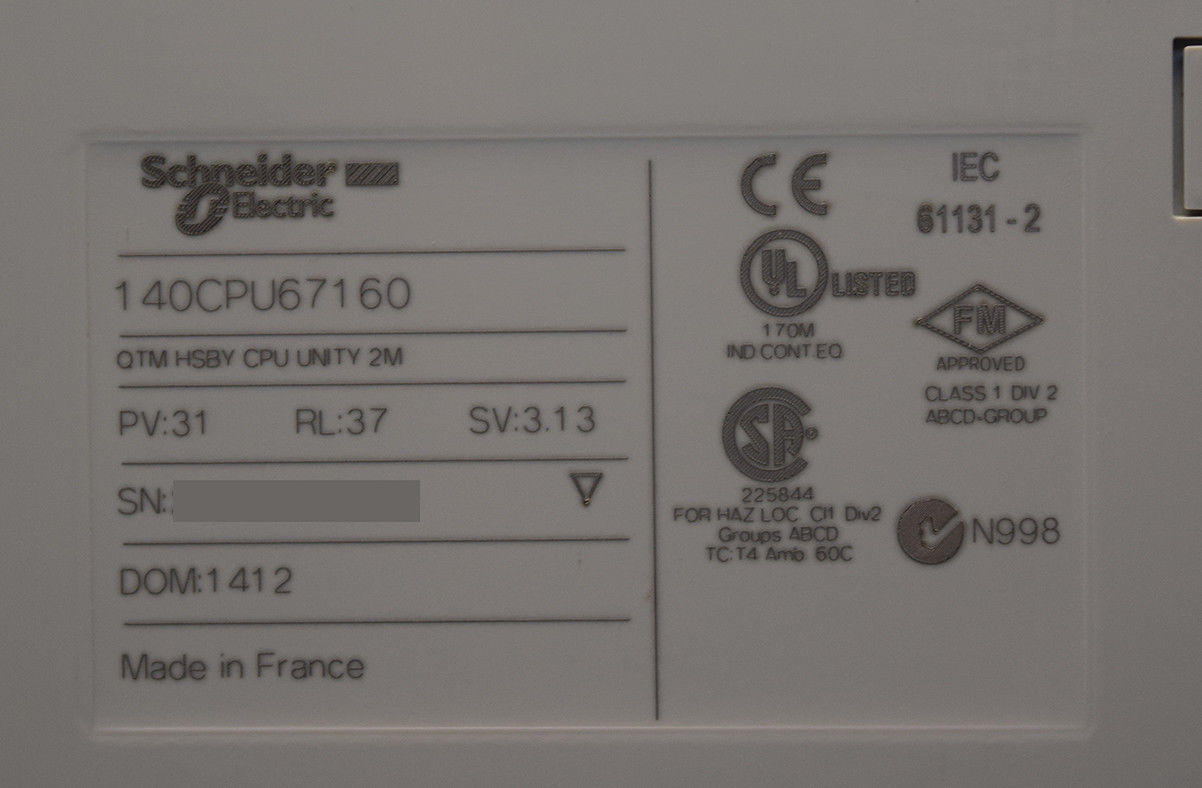 Schneider
Electric
140CPU67160
QTM HSBY CPU UNITY 2M
PV:31 RL:37 SV:3.13
SN:
DOM:1412
Made in France
CE
IEC
61131-2
UL LISTED
170M
IND CONT EQ
FM
APPROVED
CLASS 1 DIV 2
ABCD-GROUP
SA
225844
FOR HAZ LOC. Cl1 Div2
Groups ABCD
TC:T4 Amb 60C
N998